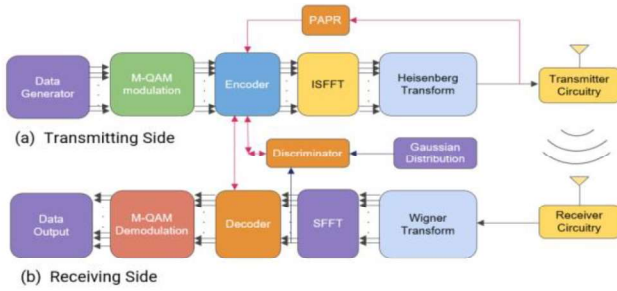 PAPR
Data
Generator
M-QAM
modulation
Encoder
ISFFT
Heisenberg
Transform
Transmitter
Circuitry
(a) Transmitting Side
Discriminator
Gaussian
Distribution
Data
Output
M-QAM
Demodulation
Decoder
SFFT
Wigner
Transform
Receiver
Circuitry
(b) Receiving Side